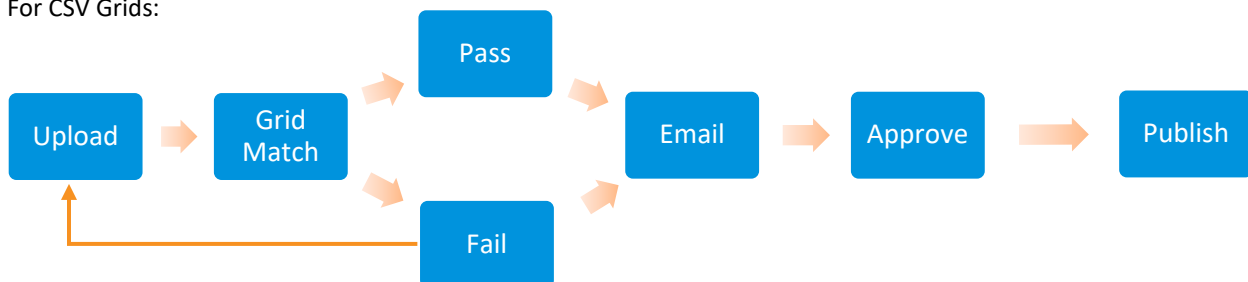 For CSV Grids:
Pass
Upload
Grid
Match
Email
Approve
Publish
Fail